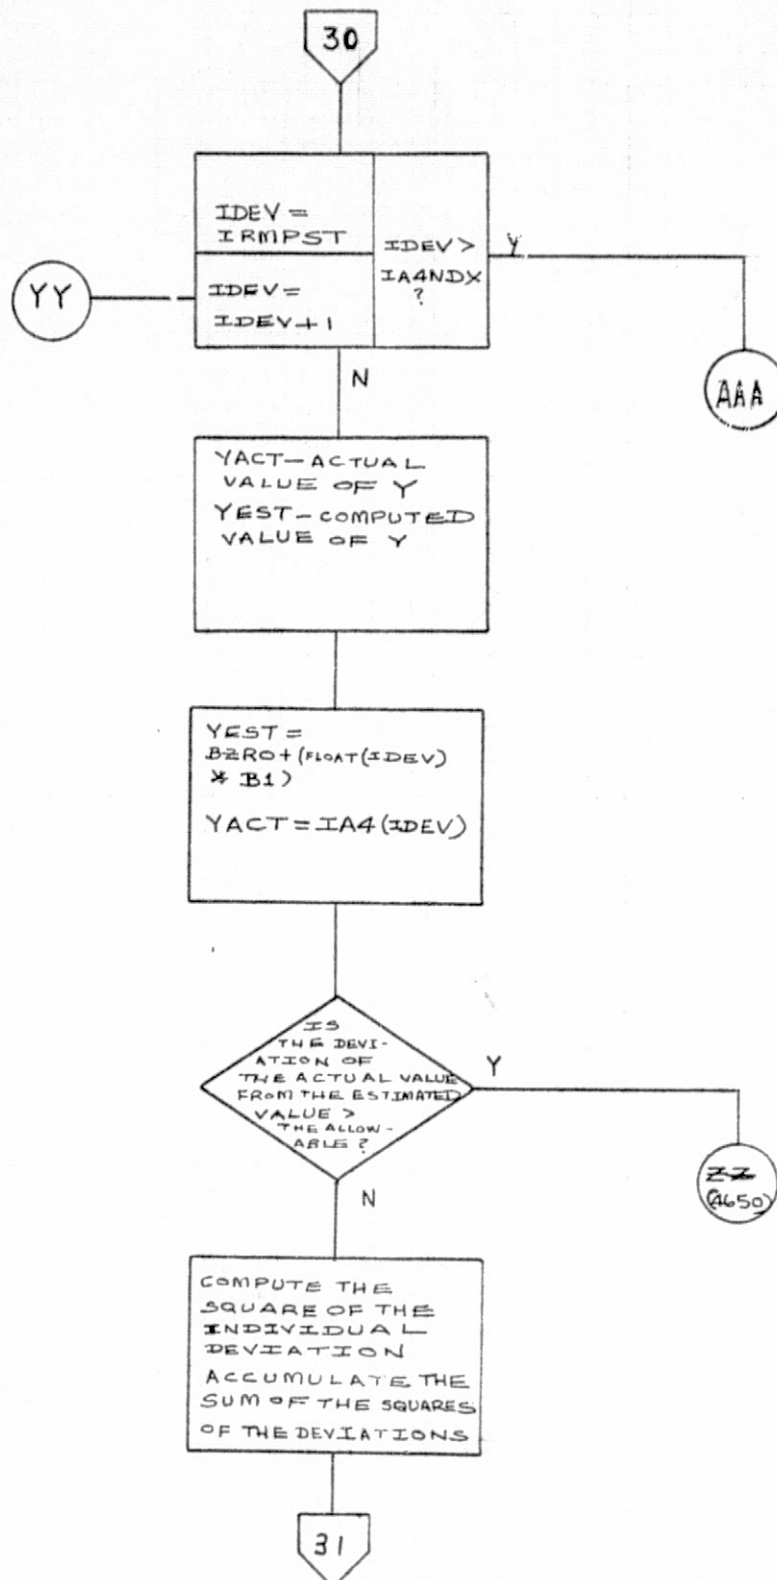 30
IDEV =
IRMPST
IDEV >
IA4NDX
?
Y
YY
IDEV =
IDEV + 1
N
AAA
YACT - ACTUAL
VALUE OF Y
YEST - COMPUTED
VALUE OF Y
YEST =
BZRO + (FLOAT(IDEV)
* B1)
YACT = IA4(IDEV)
IS
THE DEVI-
ATION OF
THE ACTUAL VALUE
FROM THE ESTIMATED
VALUE >
THE ALLOW-
ABLE ?
Y
N
ZZ
(4650)
COMPUTE THE
SQUARE OF THE
INDIVIDUAL
DEVIATION
ACCUMULATE THE
SUM OF THE SQUARES
OF THE DEVIATIONS
31